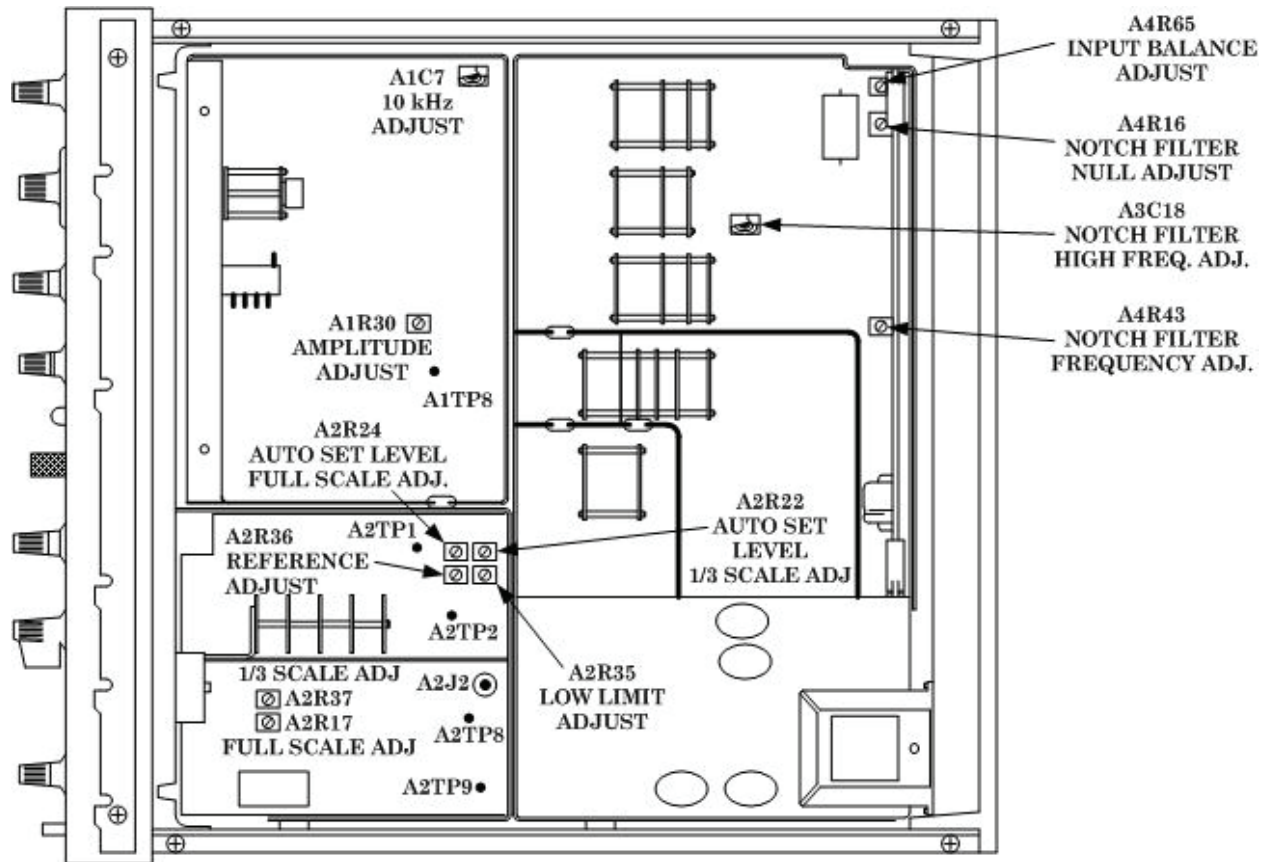 A1C7
10 kHz
ADJUST
A1R30
AMPLITUDE
ADJUST
A1TP8
A2R24
AUTO SET LEVEL
FULL SCALE ADJ.
A2R36
REFERENCE
ADJUST
A2TP1
A2TP2
1/3 SCALE ADJ
A2R37
A2R17
FULL SCALE ADJ
A2J2
A2TP8
A2TP9
A2R22
AUTO SET
LEVEL
1/3 SCALE ADJ
A2R35
LOW LIMIT
ADJUST
A4R65
INPUT BALANCE
ADJUST
A4R16
NOTCH FILTER
NULL ADJUST
A3C18
NOTCH FILTER
HIGH FREQ. ADJ.
A4R43
NOTCH FILTER
FREQUENCY ADJ.